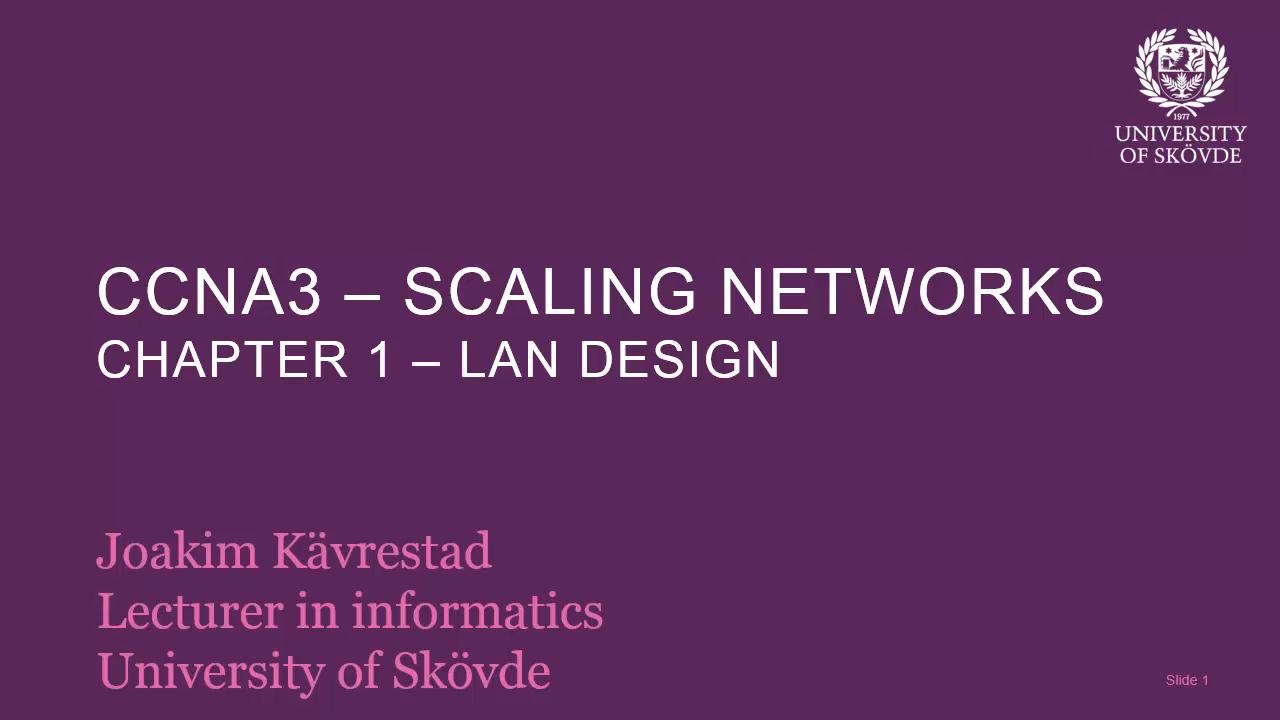 1977
UNIVERSITY
OF SKÖVDE
CCNA3 – SCALING NETWORKS
CHAPTER 1 – LAN DESIGN
Joakim Kävrestad
Lecturer in informatics
University of Skövde
Slide 1